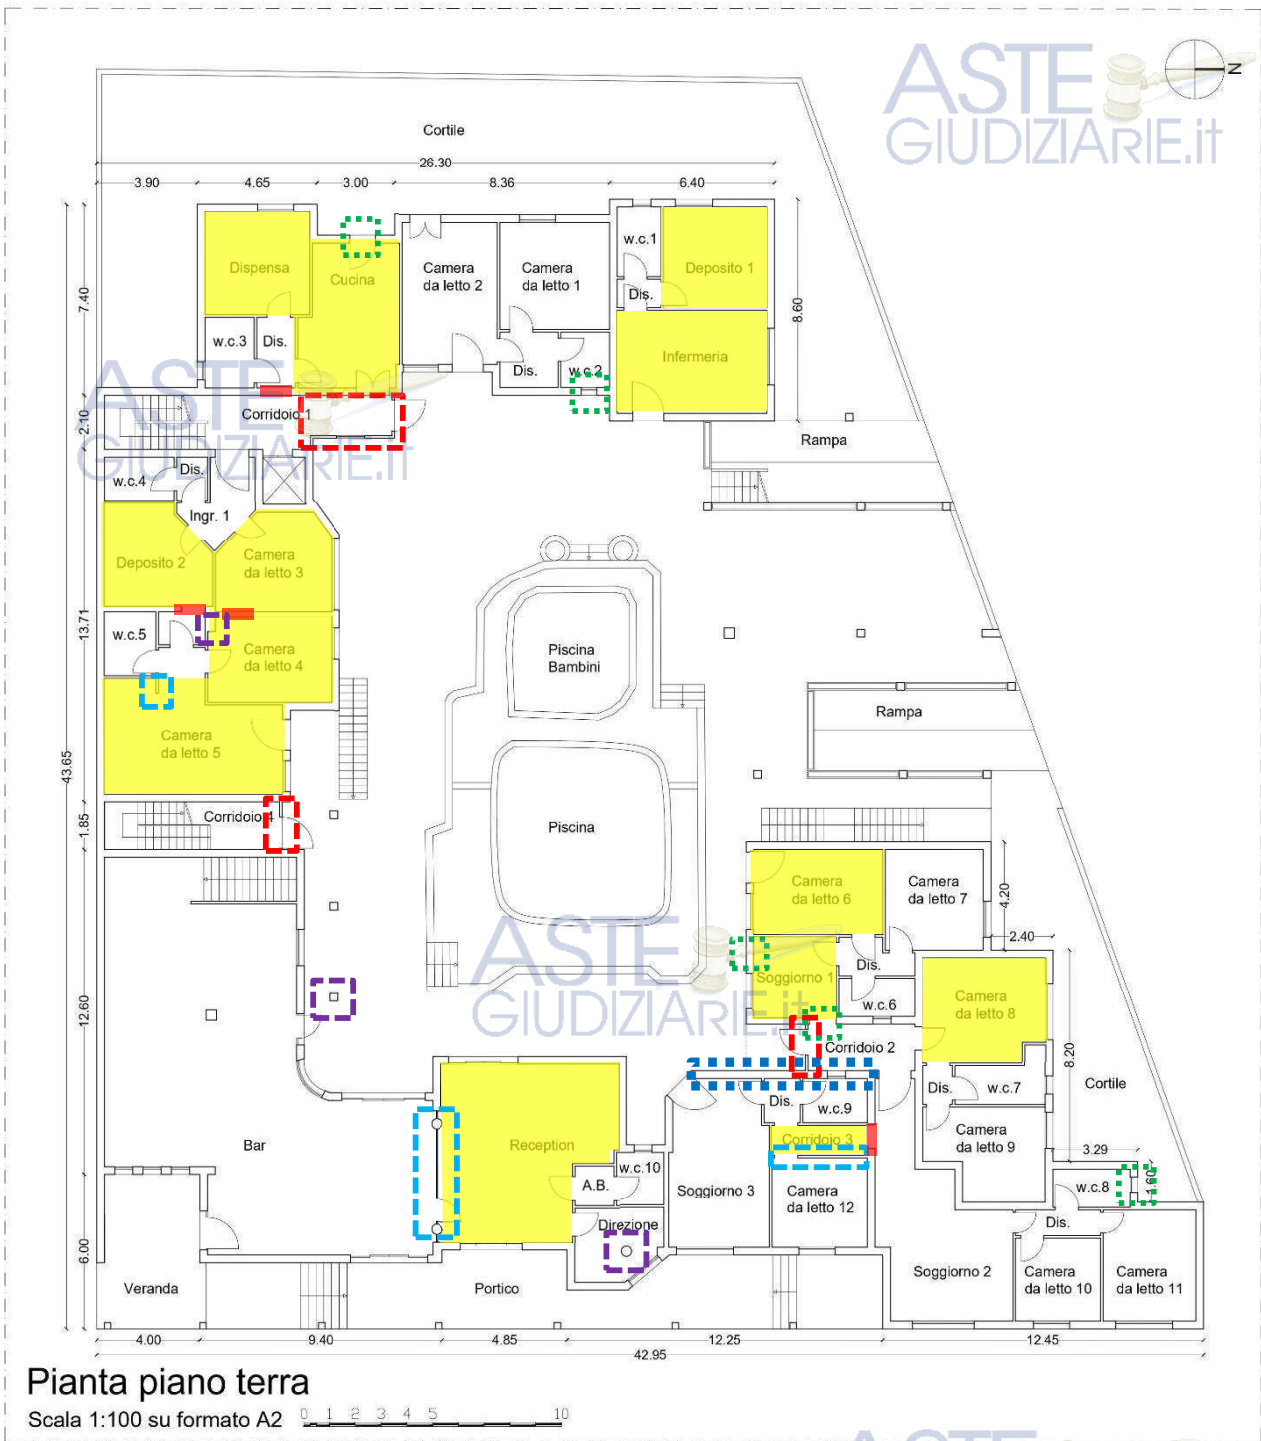 ASTE
GIUDIZIARIE.it
N
Cortile
26.30
3.90
4.65
3.00
8.36
6.40
w.c.1
Deposito 1
Dispensa
Cucina
Camera
da letto 2
Camera
da letto 1
Dis.
7.40
8.60
w.c.3
Dis.
Infermeria
Dis.
w.c.2
ASTE
GIUDIZIARIE.it
2.10
Corridoio 1
Rampa
w.c.4
Dis.
Ingr. 1
Deposito 2
Camera
da letto 3
13.71
w.c.5
Camera
da letto 4
Piscina
Bambini
Rampa
Camera
da letto 5
43.65
1.85
Corridoio 4
Piscina
Camera
da letto 6
Camera
da letto 7
4.20
2.40
ASTE
GIUDIZIARIE.it
Soggiorno 1
Dis.
w.c.6
Camera
da letto 8
12.60
Corridoio 2
8.20
Cortile
Dis.
w.c.7
Dis.
w.c.9
Bar
Reception
Corridoio 3
Camera
da letto 9
3.29
w.c.10
A.B.
Soggiorno 3
Camera
da letto 12
w.c.8
1.60
Direzione
Dis.
6.00
Veranda
Portico
Soggiorno 2
Camera
da letto 10
Camera
da letto 11
4.00
9.40
4.85
12.25
12.45
42.95
Pianta piano terra
Scala 1:100 su formato A2
0 1 2 3 4 5 10